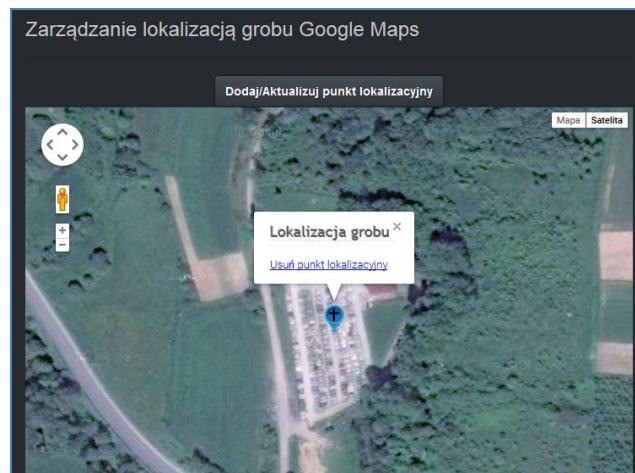 Zarządzanie lokalizacją grobu Google Maps
Dodaj/Aktualizuj punkt lokalizacyjny
Mapa Satelita
Lokalizacja grobu ×
Usuń punkt lokalizacyjny